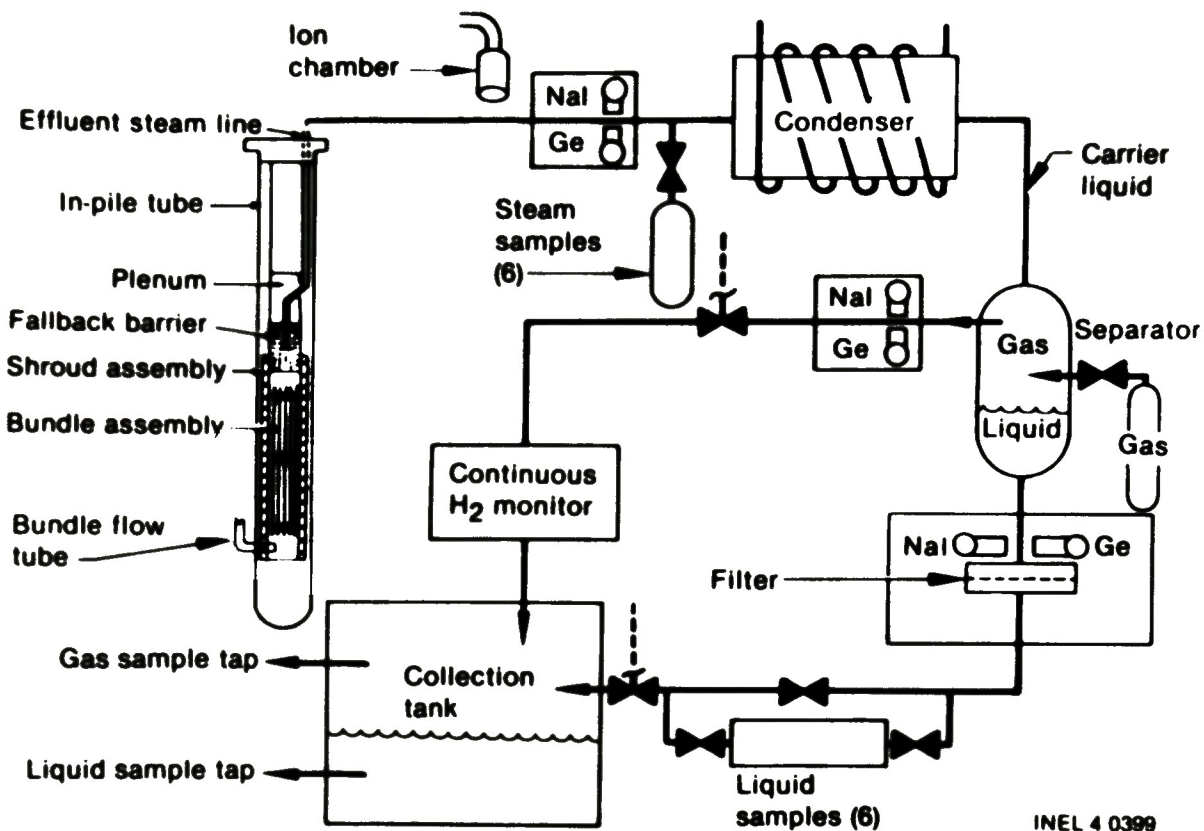 Ion
chamber
Effluent steam line
In-pile tube
Plenum
Fallback barrier
Shroud assembly
Bundle assembly
Bundle flow
tube
NaI
Ge
Condenser
Carrier
liquid
Steam
samples
(6)
NaI
Ge
Gas
Separator
Liquid
Gas
Continuous
H₂ monitor
NaI
Ge
Filter
Gas sample tap
Collection
tank
Liquid sample tap
Liquid
samples (6)
INEL 4 0399